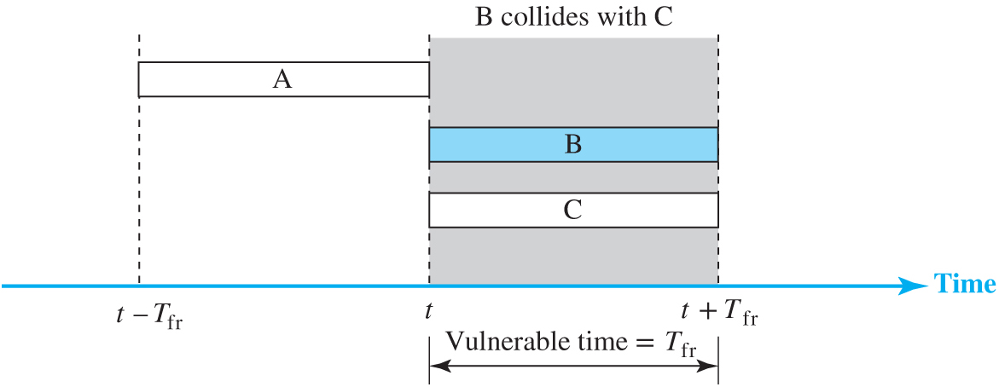 B collides with C
A
B
C
Time
t − Tfr
t
t + Tfr
Vulnerable time = Tfr